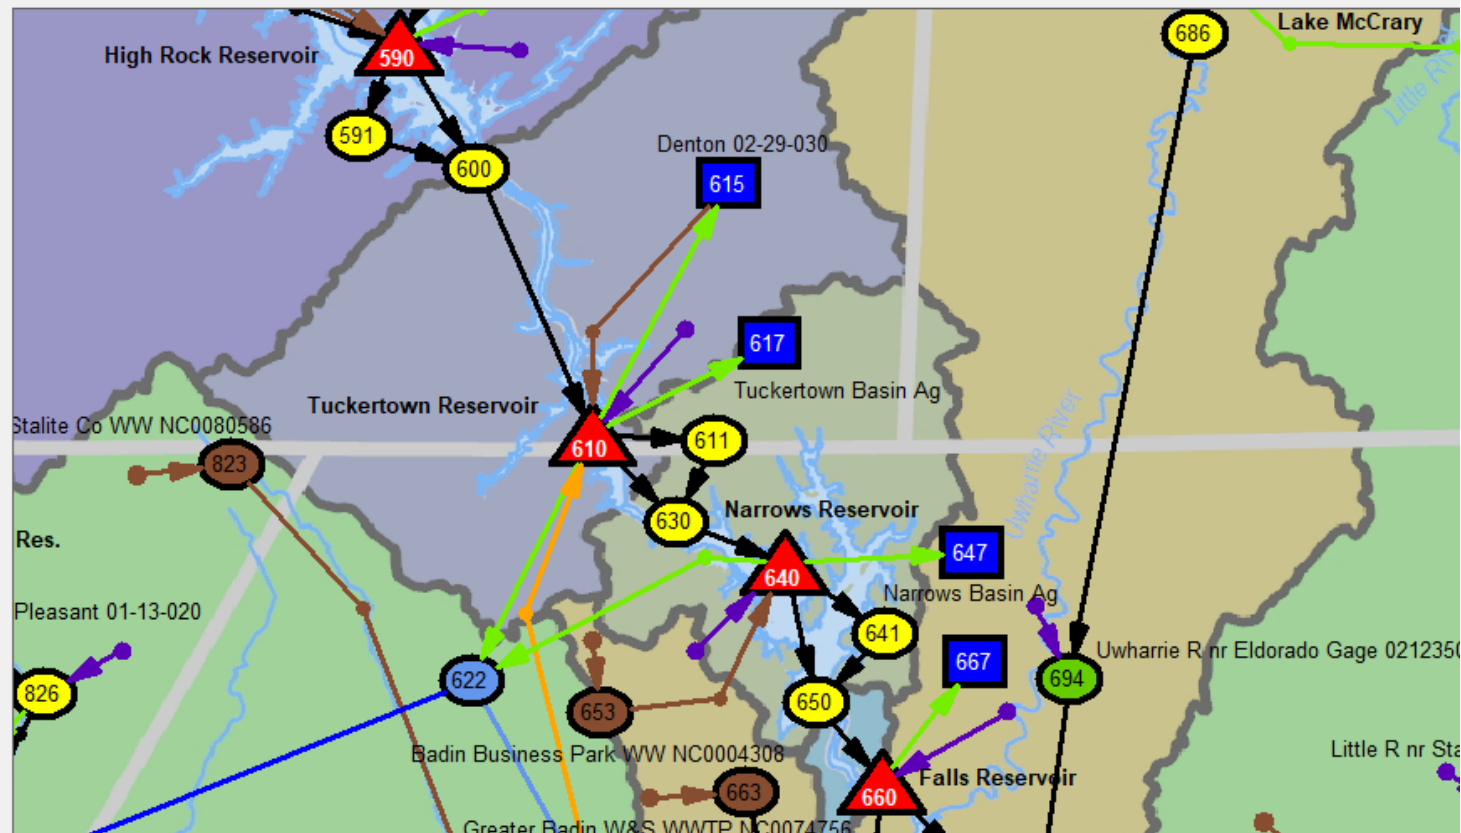 686
Lake McCrary
High Rock Reservoir
590
Little River
591
600
Denton 02-29-030
615
617
Tuckertown Basin Ag
Tuckertown Reservoir
Stalite Co WW NC0080586
610
611
823
Uwharrie River
Narrows Reservoir
630
Res.
647
640
Narrows Basin Ag
Pleasant 01-13-020
641
Uwharrie R nr Eldorado Gage 0212350
667
622
694
826
650
653
Badin Business Park WW NC0004308
Little R nr Sta
Falls Reservoir
663
660
Greater Badin W&S WWTP NC0074756